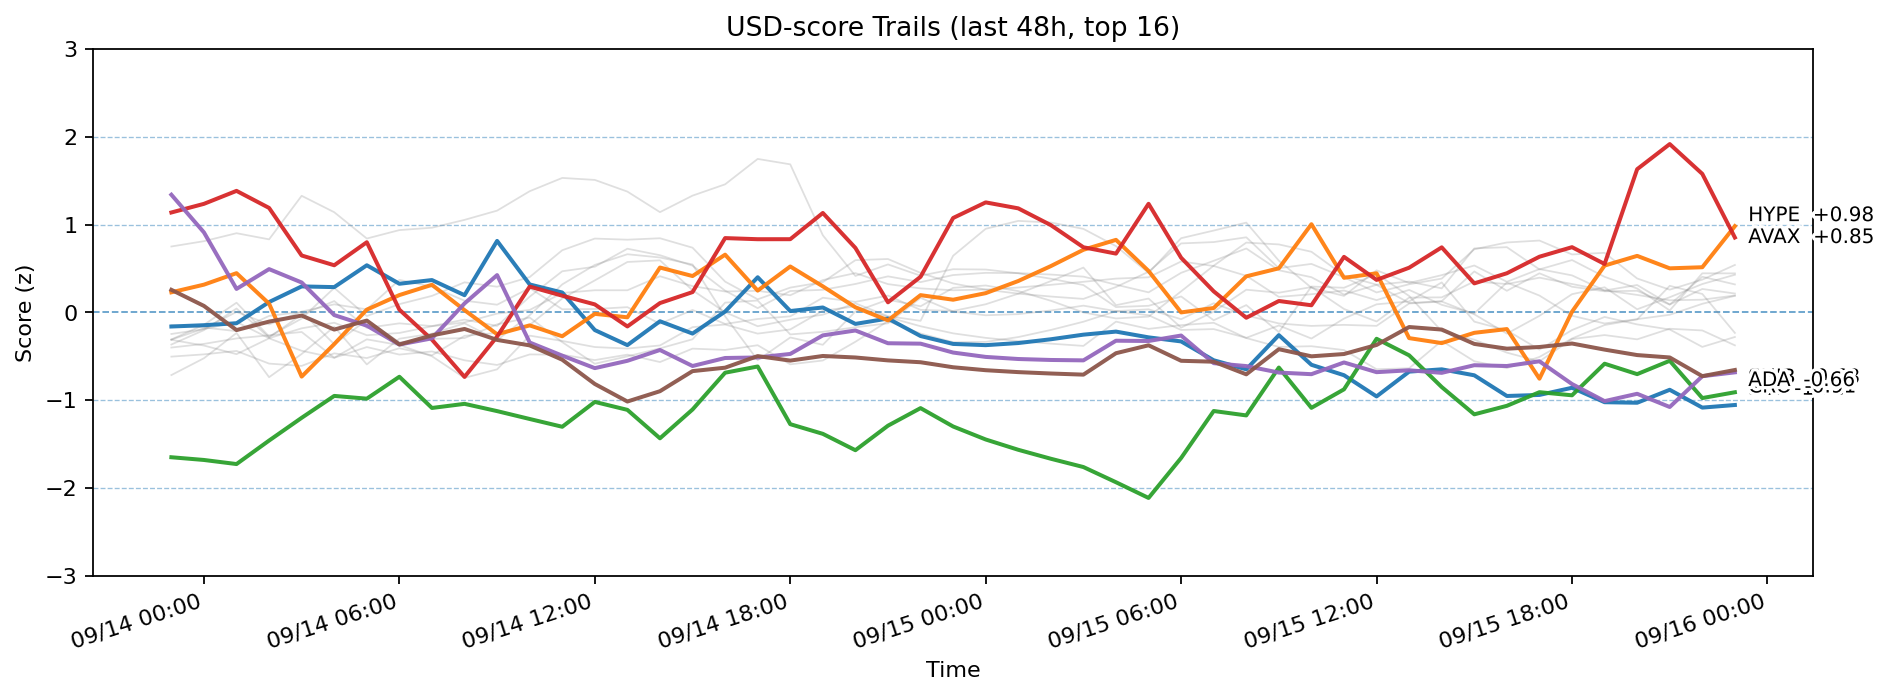 USD-score Trails (last 48h, top 16)
Score (z)
3
2
1
0
−1
−2
−3
HYPE +0.98
AVAX +0.85
ADA -0.66
09/14 00:00
09/14 06:00
09/14 12:00
09/14 18:00
09/15 00:00
09/15 06:00
09/15 12:00
09/15 18:00
09/16 00:00
Time